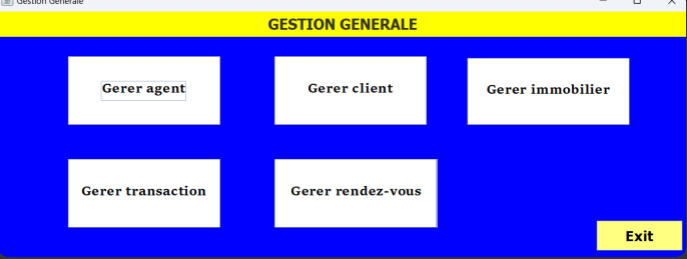 Gestion Generale
GESTION GENERALE
Gerer agent
Gerer client
Gerer immobilier
Gerer transaction
Gerer rendez-vous
Exit